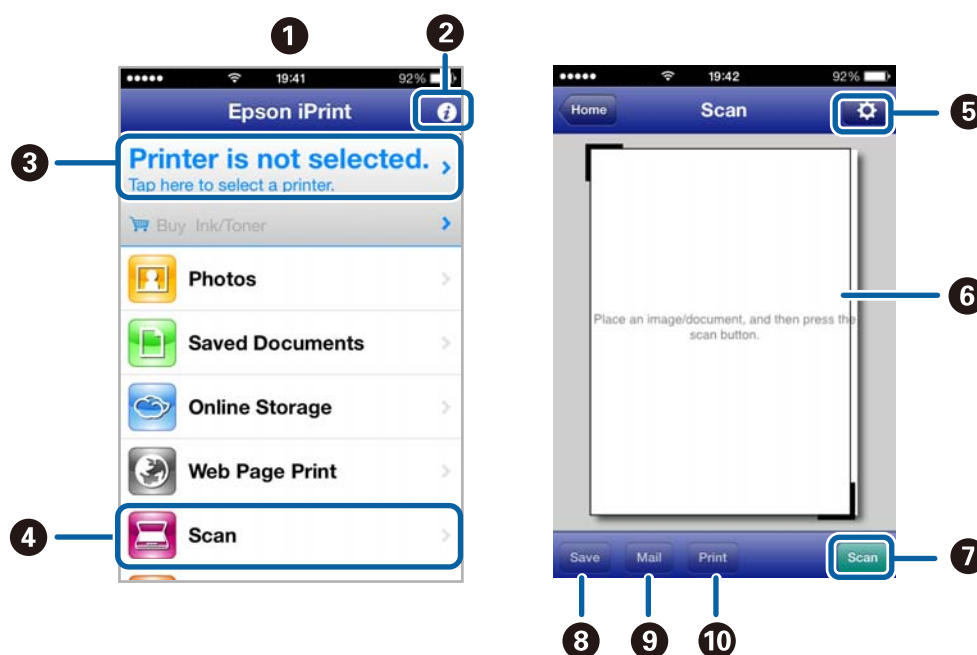 1
2
19:41
92%
Epson iPrint
i
3
Printer is not selected.
Tap here to select a printer.
Buy Ink/Toner
Photos
Saved Documents
Online Storage
Web Page Print
4
Scan
19:42
92%
Home
Scan
5
6
Place an image/document, and then press the
scan button.
Save
Mail
Print
Scan
7
8
9
10